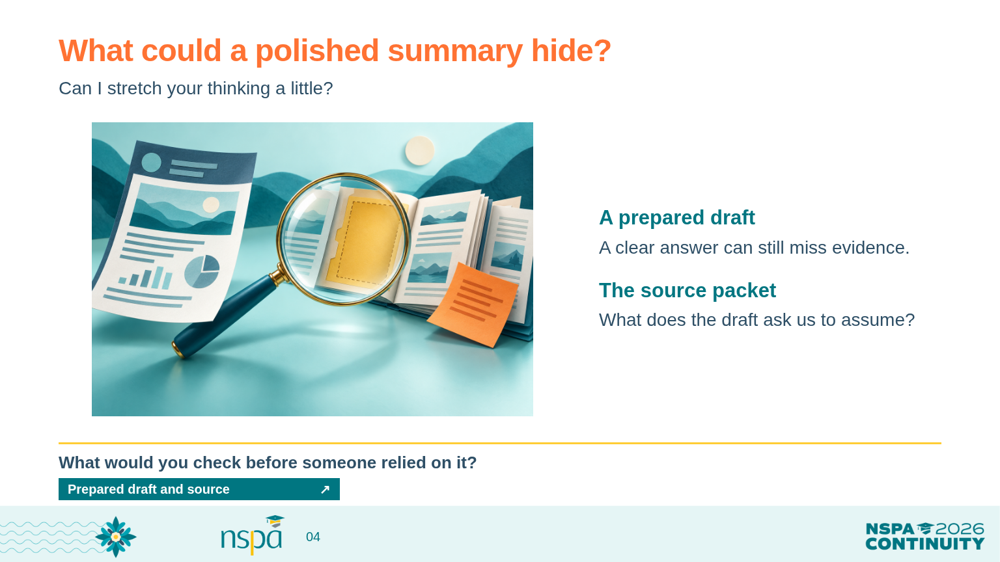 What could a polished summary hide?
Can I stretch your thinking a little?
A prepared draft
A clear answer can still miss evidence.
The source packet
What does the draft ask us to assume?
What would you check before someone relied on it?
Prepared draft and source ↗
nspa
04
NSPA 2026
CONTINUITY